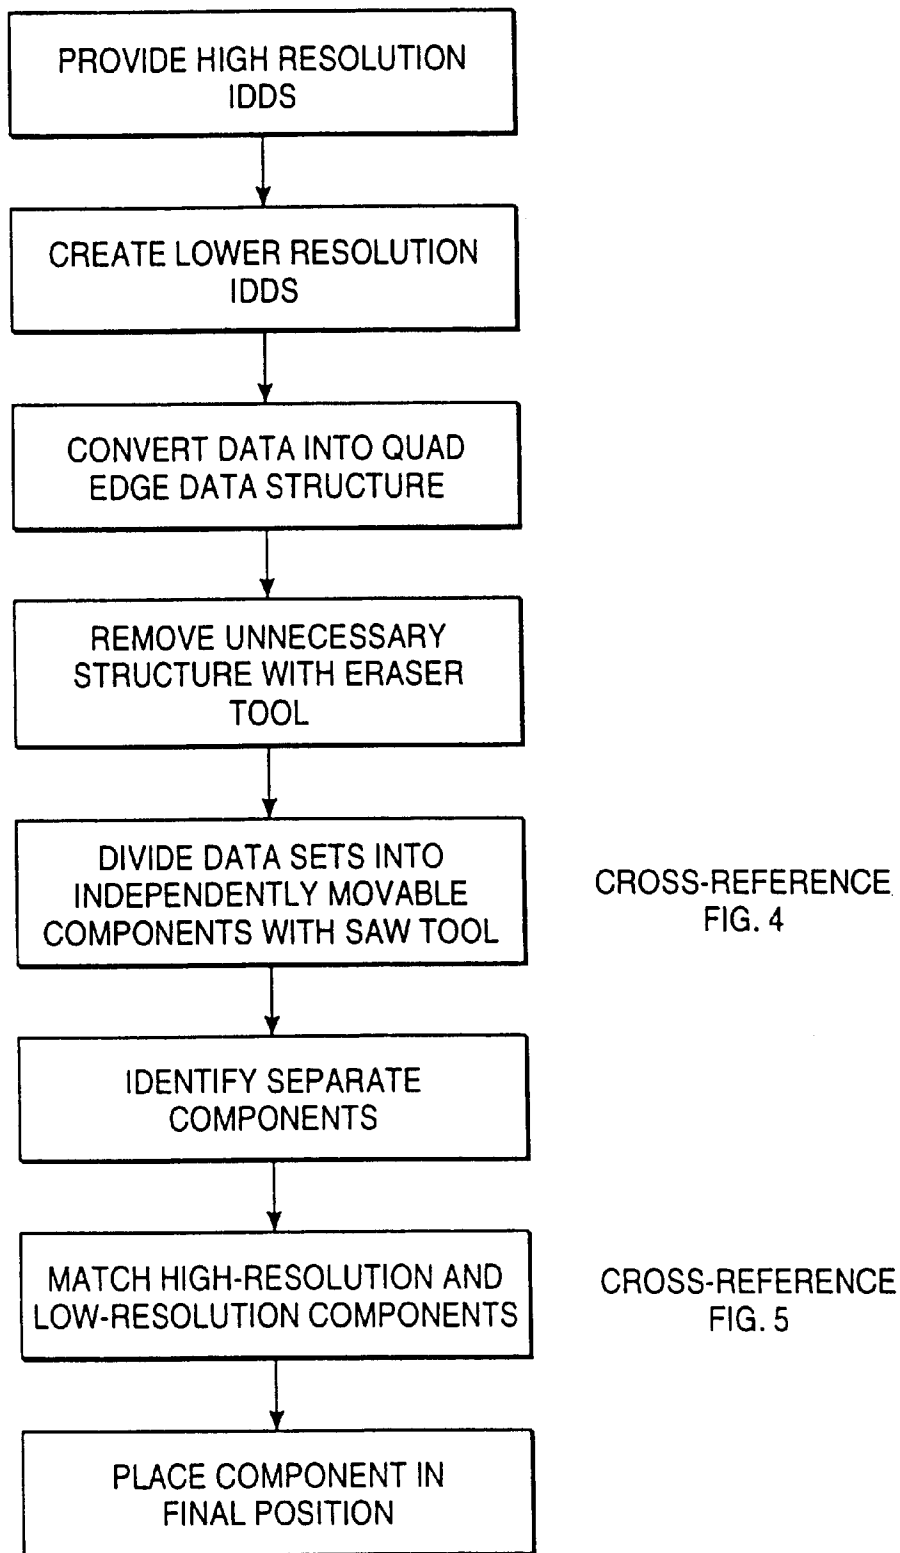 PROVIDE HIGH RESOLUTION
IDDS
CREATE LOWER RESOLUTION
IDDS
CONVERT DATA INTO QUAD
EDGE DATA STRUCTURE
REMOVE UNNECESSARY
STRUCTURE WITH ERASER
TOOL
DIVIDE DATA SETS INTO
INDEPENDENTLY MOVABLE
COMPONENTS WITH SAW TOOL
CROSS-REFERENCE
FIG. 4
IDENTIFY SEPARATE
COMPONENTS
MATCH HIGH-RESOLUTION AND
LOW-RESOLUTION COMPONENTS
CROSS-REFERENCE
FIG. 5
PLACE COMPONENT IN
FINAL POSITION